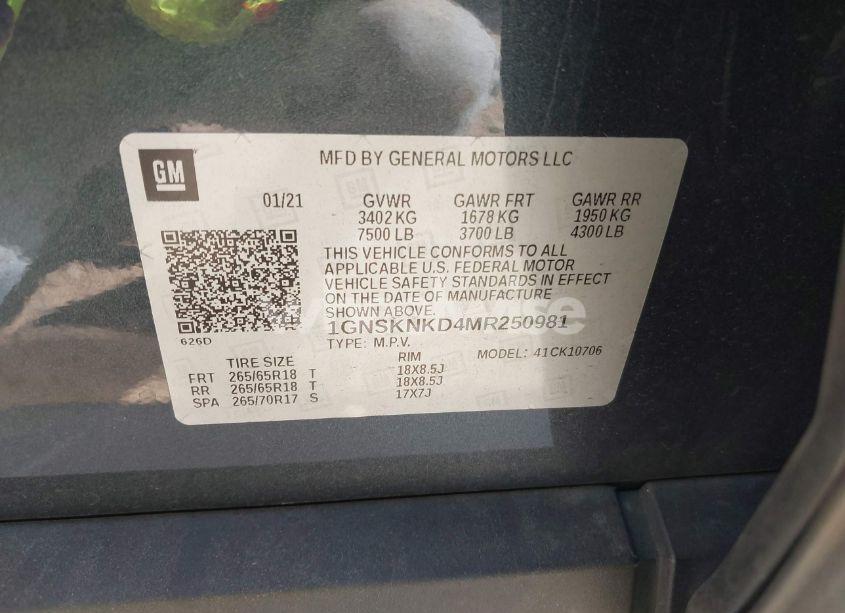 GM
MFD BY GENERAL MOTORS LLC
01/21 GVWR GAWR FRT GAWR RR
3402 KG 1678 KG 1950 KG
7500 LB 3700 LB 4300 LB
THIS VEHICLE CONFORMS TO ALL
APPLICABLE U.S. FEDERAL MOTOR
VEHICLE SAFETY STANDARDS IN EFFECT
ON THE DATE OF MANUFACTURE
SHOWN ABOVE.
1GNSKNKD4MR250981
626D
TYPE: M.P.V. MODEL: 41CK10706
TIRE SIZE RIM
FRT 265/65R18 T 18X8.5J
RR 265/65R18 T 18X8.5J
SPA 265/70R17 S 17X7J